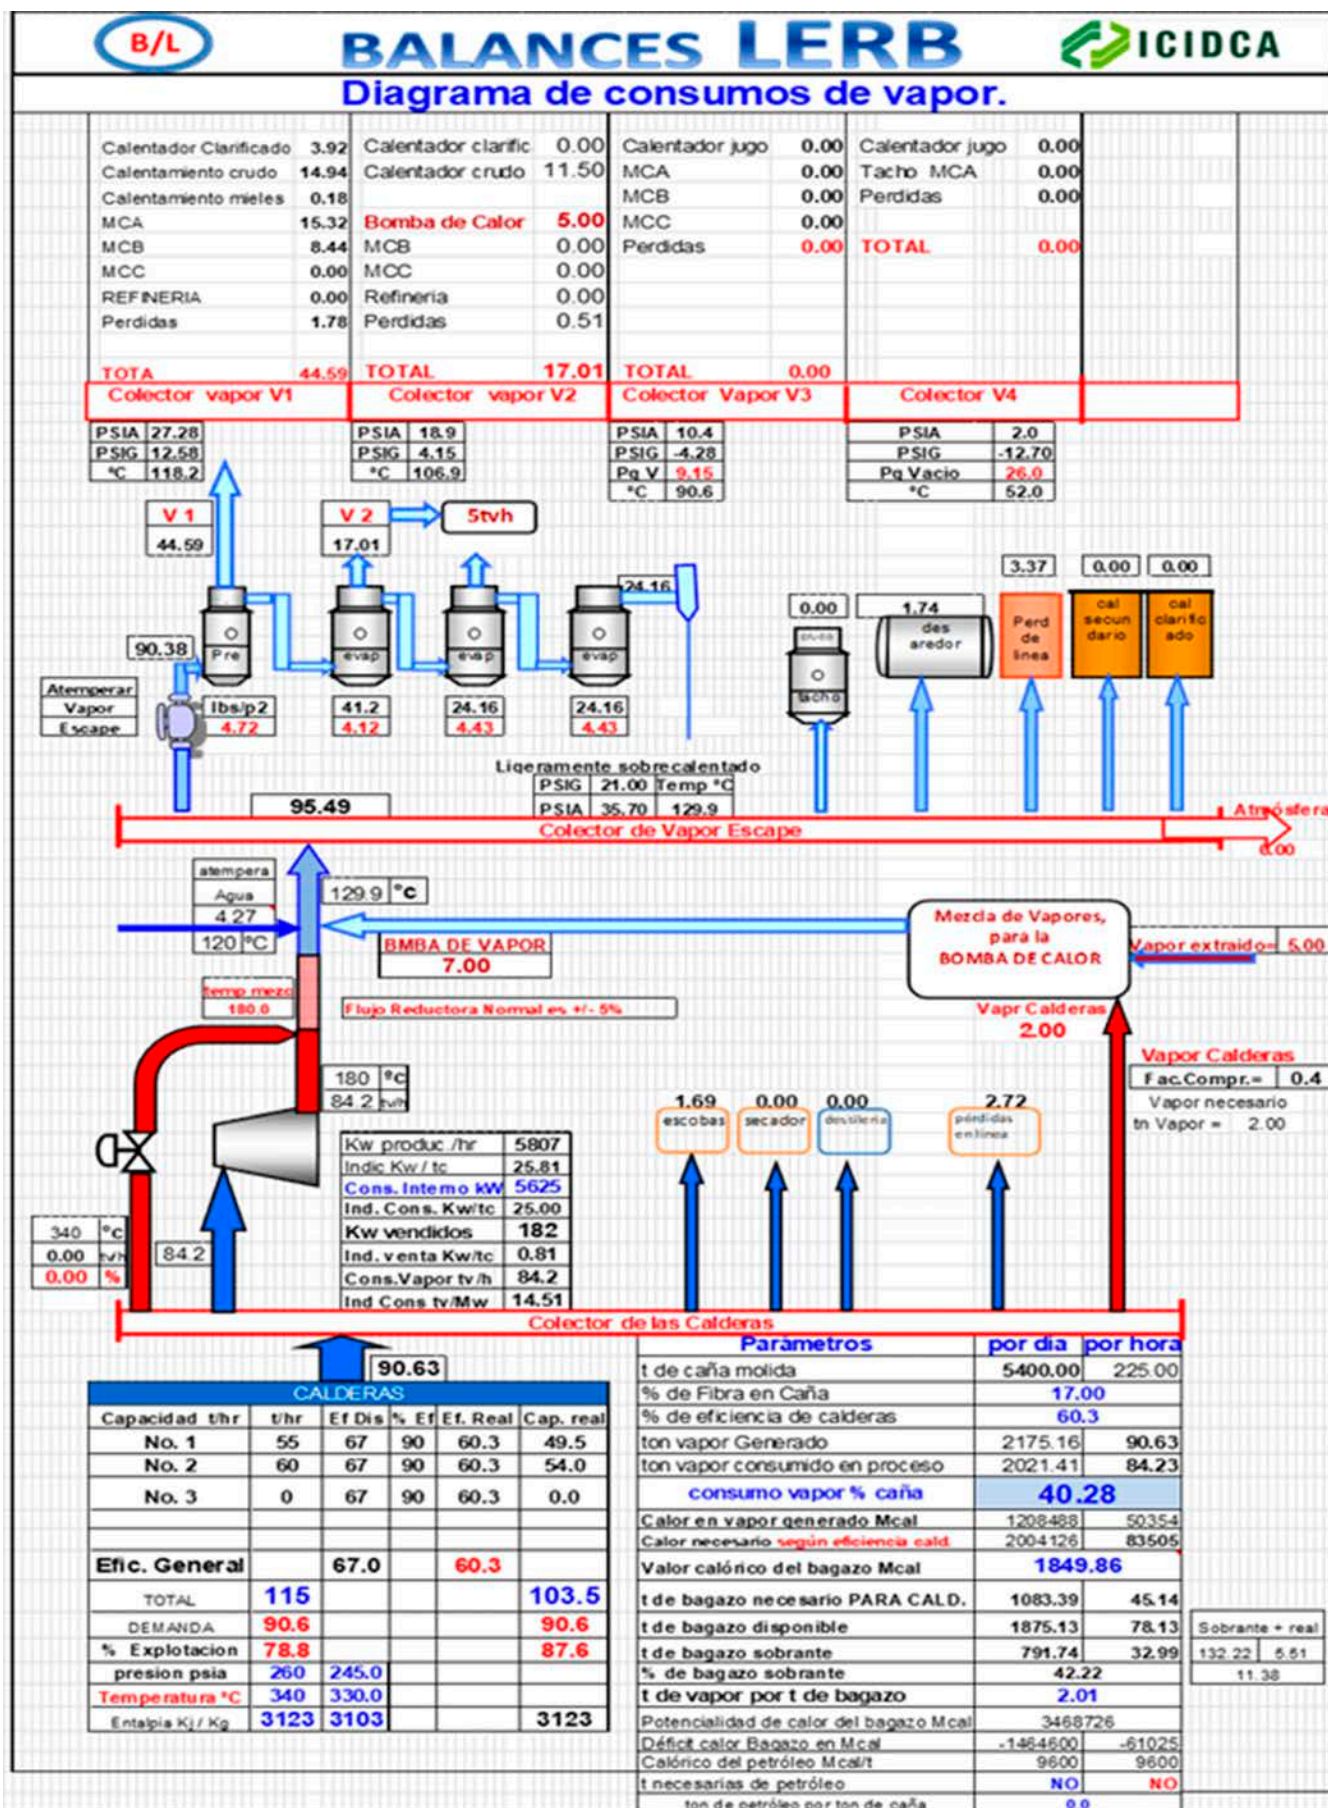 B/L BALANCES LERB ICIDCA
Diagrama de consumos de vapor.
Calentador Clarificado 3.92 Calentador clarific 0.00 Calentador jugo 0.00 Calentador jugo 0.00
Calentamiento crudo 14.94 Calentador crudo 11.50 MCA 0.00 Tacho MCA 0.00
Calentamiento mieles 0.18 MCB 0.00 Perdidas 0.00
MCA 15.32 Bomba de Calor 5.00 MCC 0.00
MCB 8.44 MCB 0.00 Perdidas 0.00 TOTAL 0.00
MCC 0.00 MCC 0.00
REFINERIA 0.00 Refineria 0.00
Perdidas 1.78 Perdidas 0.51
TOTA 44.59 TOTAL 17.01 TOTAL 0.00
Colector vapor V1 Colector vapor V2 Colector Vapor V3 Colector V4
PSIA 27.28 PSIA 18.9 PSIA 10.4 PSIA 2.0
PSIG 12.58 PSIG 4.15 PSIG -4.28 PSIG -12.70
ºC 118.2 ºC 106.9 Pg V 9.15 Pg Vacio 26.0
ºC 90.6 ºC 52.0
V 1 V 2 5tvh
44.59 17.01
3.37 0.00 0.00
24.16
0.00 1.74
90.38 Pre evap evap evap
tacho
des
aredor
Perd
de
linea
cal
secun
dario
cal
clarific
ado
Atemperar
Vapor
Escape
lbs/p2 41.2 24.16 24.16
4.72 4.12 4.43 4.43
Ligeramente sobrecalentado
PSIG 21.00 Temp ºC
PSIA 35.70 129.9
95.49
Colector de Vapor Escape
Atmósfera
0.00
atempera
Agua
4.27
120 ºC
129.9 ºC
BMBA DE VAPOR
7.00
Mezcla de Vapores,
para la
BOMBA DE CALOR
Vapor extraido= 5.00
temp mezc
180.0
Flujo Reductora Normal es +/- 5%
Vapr Calderas
2.00
Vapor Calderas
Fac.Compr.= 0.4
Vapor necesario
tn Vapor = 2.00
180 ºC
84.2 tv/h
1.69 0.00 0.00 2.72
escobas secador destileria pérdidas
en linea
Kw produc./hr 5807
Indic Kw / tc 25.81
Cons. Interno kW 5625
Ind. Cons. Kw/tc 25.00
Kw vendidos 182
Ind. venta Kw/tc 0.81
Cons.Vapor tv/h 84.2
Ind Cons tv/Mw 14.51
340 ºC
0.00 tv/h
0.00 %
84.2
Colector de las Calderas
90.63
CALDERAS
Capacidad t/hr t/hr Ef Dis % Ef Ef. Real Cap. real
No. 1 55 67 90 60.3 49.5
No. 2 60 67 90 60.3 54.0
No. 3 0 67 90 60.3 0.0
Efic. General 67.0 60.3
TOTAL 115 103.5
DEMANDA 90.6 90.6
% Explotacion 78.8 87.6
presion psia 260 245.0
Temperatura ºC 340 330.0
Entalpia Kj / Kg 3123 3103 3123
Parámetros por dia por hora
t de caña molida 5400.00 225.00
% de Fibra en Caña 17.00
% de eficiencia de calderas 60.3
ton vapor Generado 2175.16 90.63
ton vapor consumido en proceso 2021.41 84.23
consumo vapor % caña 40.28
Calor en vapor generado Mcal 1208488 50354
Calor necesario según eficiencia cald. 2004126 83505
Valor calórico del bagazo Mcal 1849.86
t de bagazo necesario PARA CALD. 1083.39 45.14
t de bagazo disponible 1875.13 78.13
t de bagazo sobrante 791.74 32.99
% de bagazo sobrante 42.22
t de vapor por t de bagazo 2.01
Potencialidad de calor del bagazo Mcal 3468726
Déficit calor Bagazo en Mcal -1464600 -61025
Calórico del petróleo Mcal/t 9600 9600
t necesarias de petróleo NO NO
ton de petróleo por ton de caña 0.0
Sobrante + real
132.22 5.51
11.38